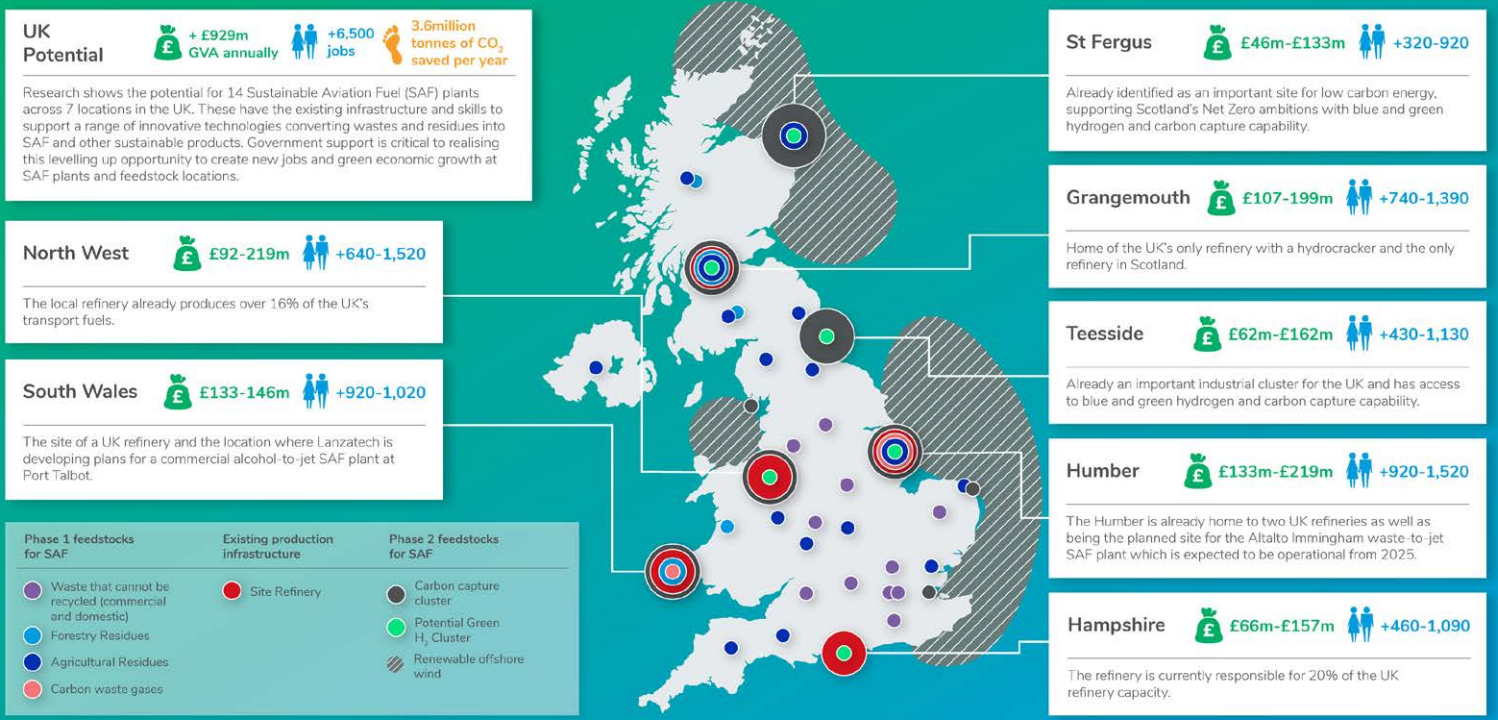 UK
Potential
+ £929m
GVA annually
+6,500
jobs
3.6million
tonnes of CO₂
saved per year
Research shows the potential for 14 Sustainable Aviation Fuel (SAF) plants
across 7 locations in the UK. These have the existing infrastructure and skills to
support a range of innovative technologies converting wastes and residues into
SAF and other sustainable products. Government support is critical to realising
this levelling up opportunity to create new jobs and green economic growth at
SAF plants and feedstock locations.
North West
£
£92-219m
+640-1,520
The local refinery already produces over 16% of the UK's
transport fuels.
South Wales
£
£133-146m
+920-1,020
The site of a UK refinery and the location where Lanzatech is
developing plans for a commercial alcohol-to-jet SAF plant at
Port Talbot.
Phase 1 feedstocks
for SAF
Waste that cannot be
recycled (commercial
and domestic)
Forestry Residues
Agricultural Residues
Carbon waste gases
Existing production
infrastructure
Site Refinery
Phase 2 feedstocks
for SAF
Carbon capture
cluster
Potential Green
H₂ Cluster
Renewable offshore
wind
St Fergus
£
£46m-£133m
+320-920
Already identified as an important site for low carbon energy,
supporting Scotland's Net Zero ambitions with blue and green
hydrogen and carbon capture capability.
Grangemouth
£
£107-199m
+740-1,390
Home of the UK's only refinery with a hydrocracker and the only
refinery in Scotland.
Teesside
£
£62m-£162m
+430-1,130
Already an important industrial cluster for the UK and has access
to blue and green hydrogen and carbon capture capability.
Humber
£
£133m-£219m
+920-1,520
The Humber is already home to two UK refineries as well as
being the planned site for the Altalto Immingham waste-to-jet
SAF plant which is expected to be operational from 2025.
Hampshire
£
£66m-£157m
+460-1,090
The refinery is currently responsible for 20% of the UK
refinery capacity.